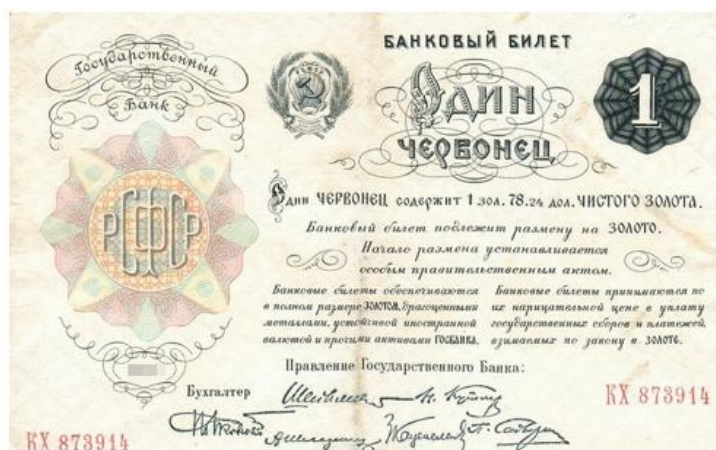 Государственный
Банк
РСФСР
БАНКОВЫЙ БИЛЕТ
ОДИН
ЧЕРВОНЕЦ
1
Один ЧЕРВОНЕЦ содержит 1 зол. 78.24 дол. ЧИСТОГО ЗОЛОТА.
Банковый билет подлежит размену на ЗОЛОТО.
Начало размена устанавливается
особым правительственным актом.
Банковые билеты обеспечиваются
в полном размере ЗОЛОТОМ, драгоценными
металлами, устойчивой иностранной
валютой и прочими активами ГОСБАНКА.
Банковые билеты принимаются по
их нарицательной цене в уплату
государственных сборов и платежей,
взимаемых по закону в ЗОЛОТЕ.
Правление Государственного Банка:
Бухгалтер
КХ 873914
КХ 873914